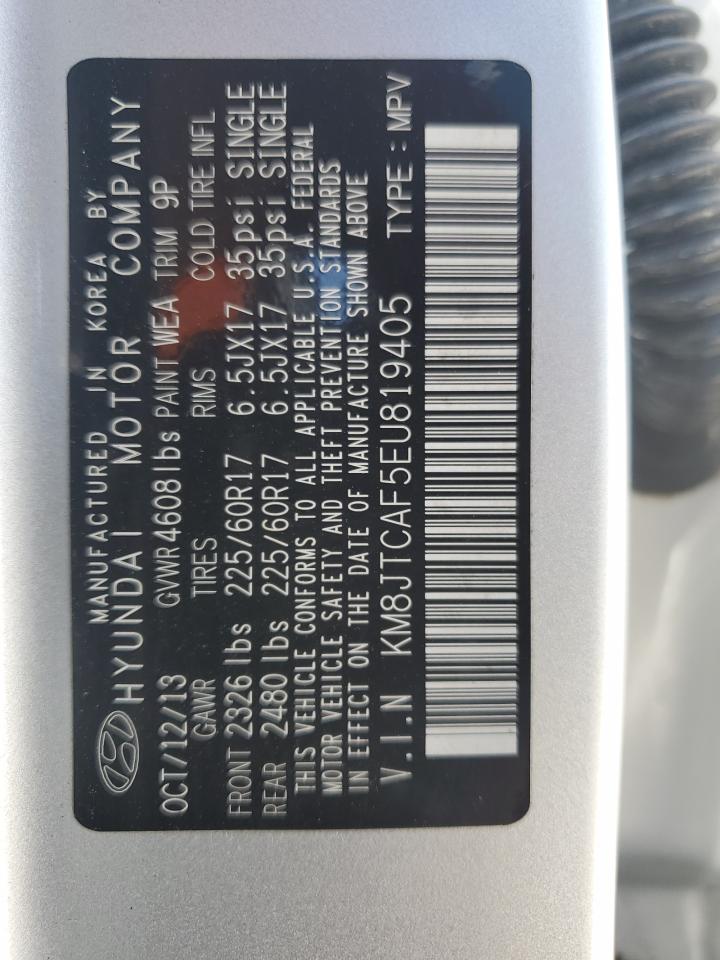 MANUFACTURED IN KOREA BY
HYUNDAI MOTOR COMPANY
OCT/12/13 GVWR4608lbs PAINT WEA TRIM 9P
GAWR TIRES RIMS COLD TIRE INFL
FRONT 2326 lbs 225/60R17 6.5JX17 35psi SINGLE
REAR 2480 lbs 225/60R17 6.5JX17 35psi SINGLE
THIS VEHICLE CONFORMS TO ALL APPLICABLE U.S.A. FEDERAL
MOTOR VEHICLE SAFETY AND THEFT PREVENTION STANDARDS
IN EFFECT ON THE DATE OF MANUFACTURE SHOWN ABOVE
V.I.N KM8JTCAF5EU819405 TYPE : MPV